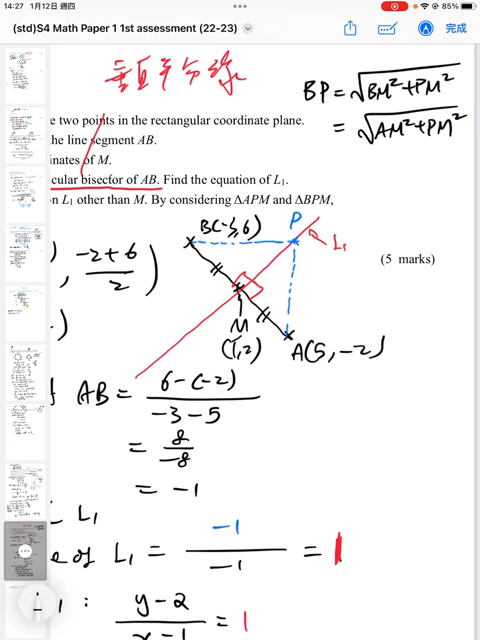 14:27 1月12日 週四
85%
(std)S4 Math Paper 1 1st assessment (22-23)
完成
垂直平分線
BP = √BM² + PM²
= √AM² + PM²
e two points in the rectangular coordinate plane.
the line segment AB.
inates of M.
cular bisector of AB. Find the equation of L₁.
n L₁ other than M. By considering ΔAPM and ΔBPM,
B(-3,6)
P
L₁
(5 marks)
, -2+6
2 )
M
(1,2)
A(5, -2)
AB = 6-(-2)
-3-5
= 8
-8
= -1
L₁
e of L₁ = -1
-1
= 1
: y-2
x-1
= 1